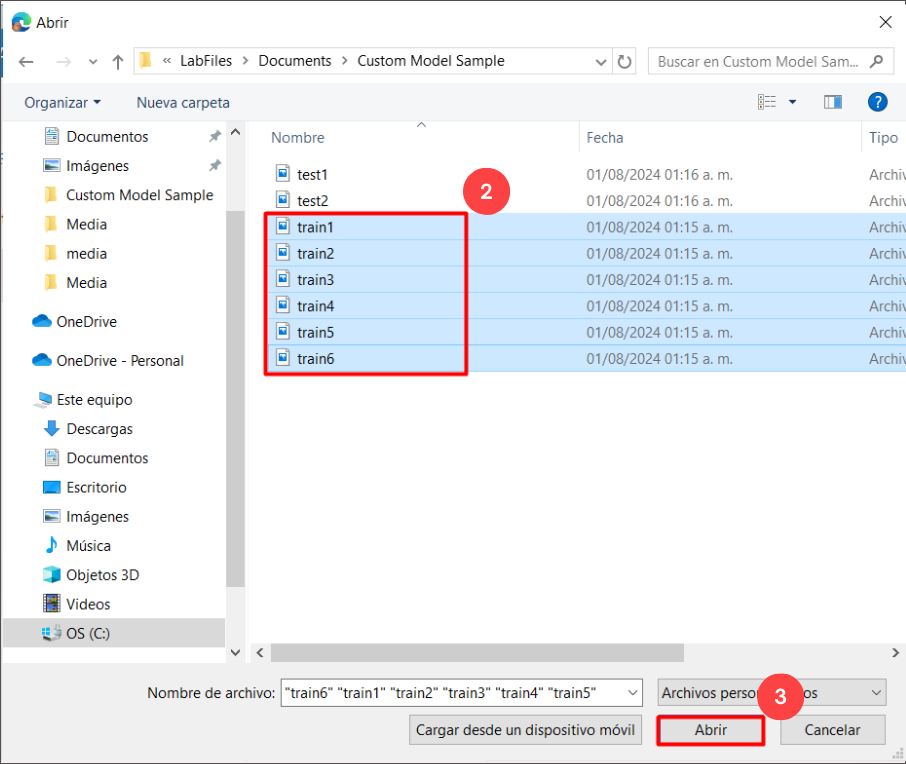 Abrir
« LabFiles > Documents > Custom Model Sample
Buscar en Custom Model Sam...
Organizar
Nueva carpeta
?
Documentos
Imágenes
Custom Model Sample
Media
media
Media
OneDrive
OneDrive - Personal
Este equipo
Descargas
Documentos
Escritorio
Imágenes
Música
Objetos 3D
Videos
OS (C:)
Nombre Fecha Tipo
test1 01/08/2024 01:16 a. m. Archiv
test2 01/08/2024 01:16 a. m. Archiv
2
train1 01/08/2024 01:15 a. m. Archiv
train2 01/08/2024 01:15 a. m. Archiv
train3 01/08/2024 01:15 a. m. Archiv
train4 01/08/2024 01:15 a. m. Archiv
train5 01/08/2024 01:15 a. m. Archiv
train6 01/08/2024 01:15 a. m. Archiv
Nombre de archivo: "train6" "train1" "train2" "train3" "train4" "train5"
Archivos
3
Cargar desde un dispositivo móvil
Abrir
Cancelar